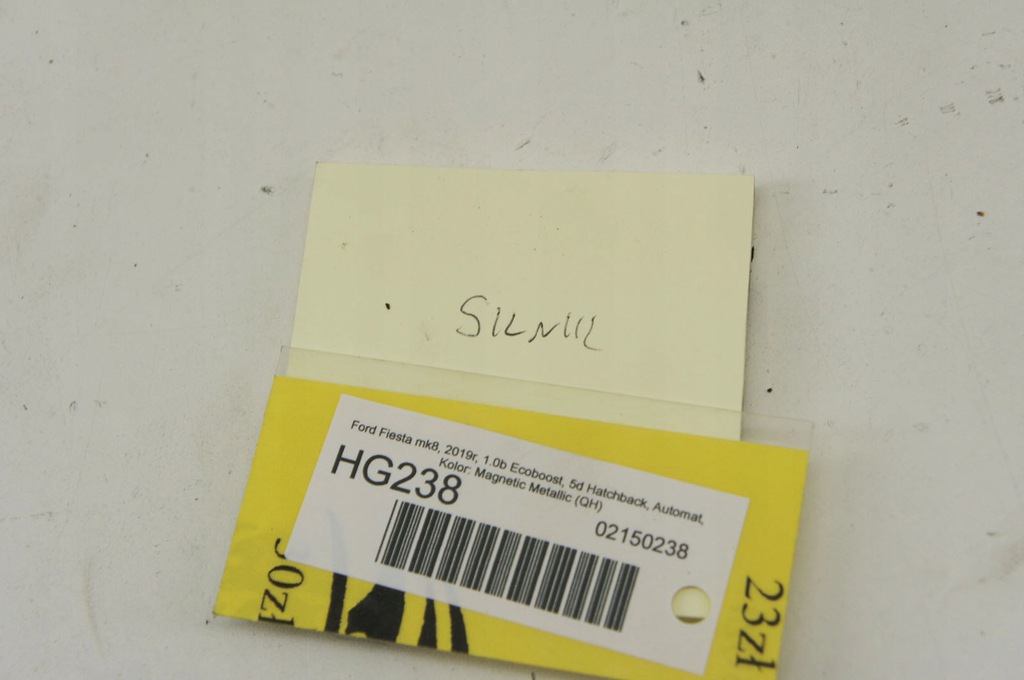 SILNIK
Ford Fiesta mk8, 2019r, 1.0b Ecoboost, 5d Hatchback, Automat,
Kolor: Magnetic Metallic (QH)
HG238
02150238
23zł